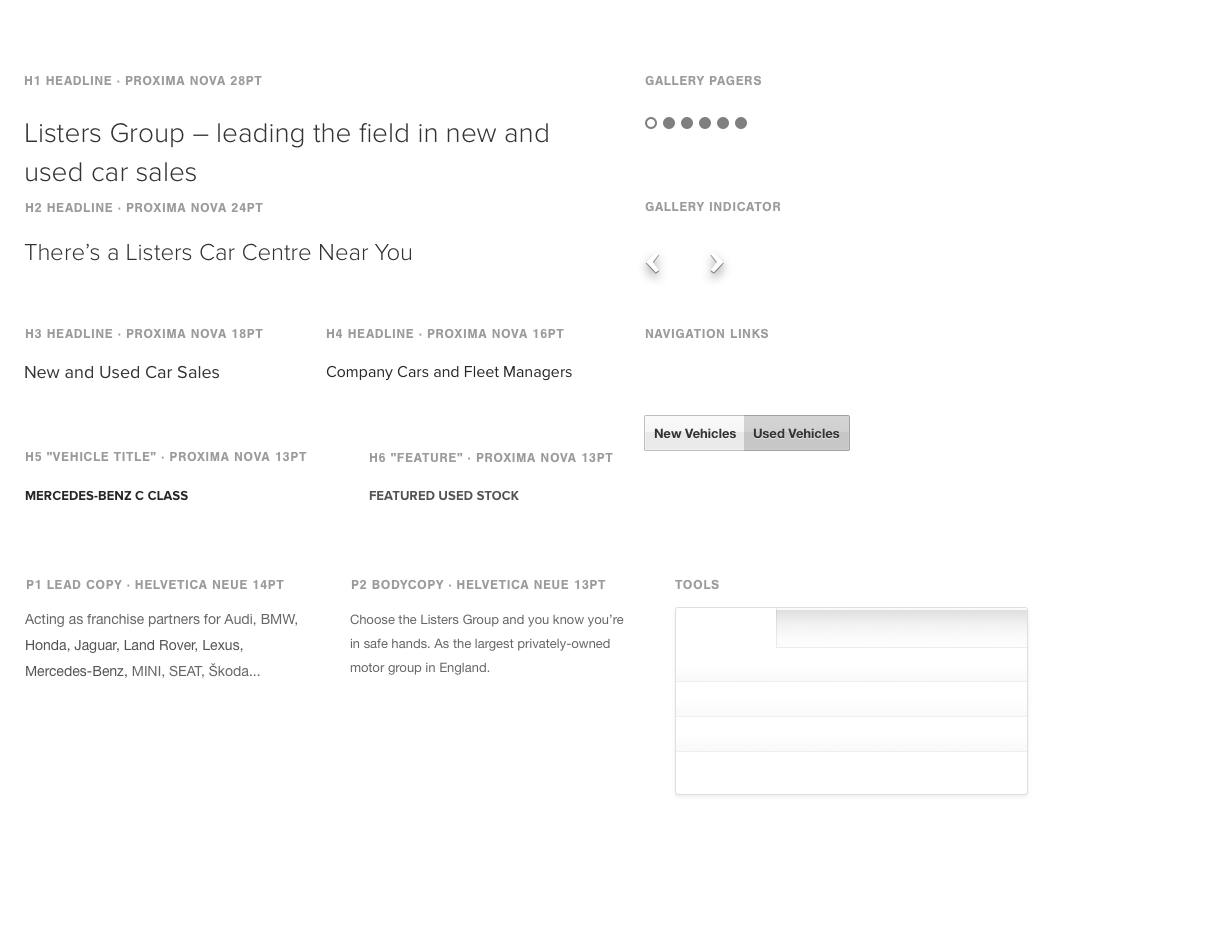 H1 HEADLINE · PROXIMA NOVA 28PT
Listers Group – leading the field in new and
used car sales
H2 HEADLINE · PROXIMA NOVA 24PT
There’s a Listers Car Centre Near You
H3 HEADLINE · PROXIMA NOVA 18PT
New and Used Car Sales
H4 HEADLINE · PROXIMA NOVA 16PT
Company Cars and Fleet Managers
H5 "VEHICLE TITLE" · PROXIMA NOVA 13PT
MERCEDES-BENZ C CLASS
H6 "FEATURE" · PROXIMA NOVA 13PT
FEATURED USED STOCK
P1 LEAD COPY · HELVETICA NEUE 14PT
Acting as franchise partners for Audi, BMW,
Honda, Jaguar, Land Rover, Lexus,
Mercedes-Benz, MINI, SEAT, Škoda...
P2 BODYCOPY · HELVETICA NEUE 13PT
Choose the Listers Group and you know you’re
in safe hands. As the largest privately-owned
motor group in England.
GALLERY PAGERS
GALLERY INDICATOR
NAVIGATION LINKS
New Vehicles Used Vehicles
TOOLS